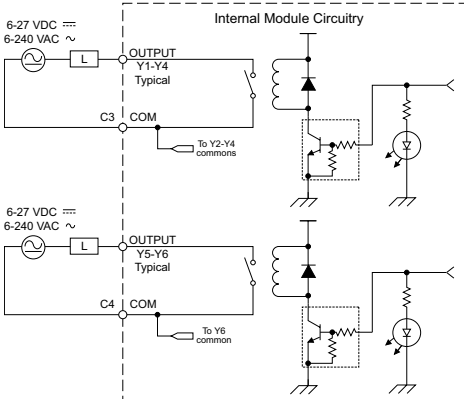 Internal Module Circuitry
6-27 VDC ⎓
6-240 VAC ∿
L
OUTPUT
Y1-Y4
Typical
C3
COM
To Y2-Y4
commons
6-27 VDC ⎓
6-240 VAC ∿
L
OUTPUT
Y5-Y6
Typical
C4
COM
To Y6
common